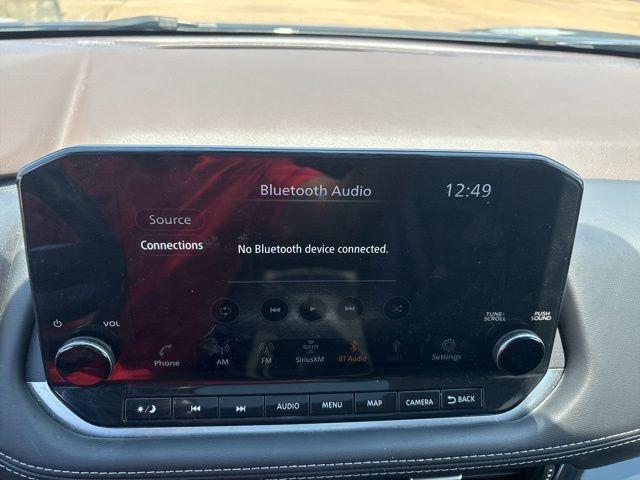 Bluetooth Audio
12:49
Source
Connections
No Bluetooth device connected.
TUNE-
SCROLL
PUSH
SOUND
VOL
Phone
AM
FM
SiriusXM
BT Audio
Settings
AUDIO
MENU
MAP
CAMERA
BACK